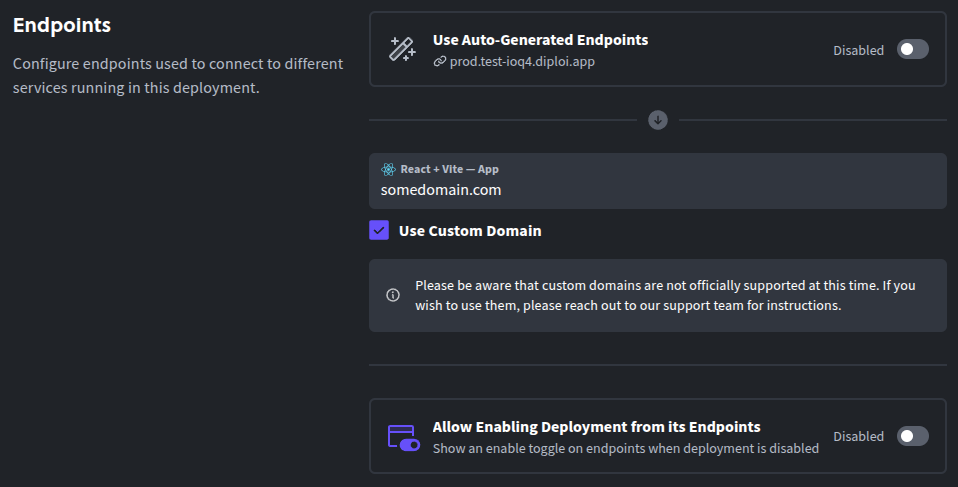 Endpoints
Configure endpoints used to connect to different
services running in this deployment.
Use Auto-Generated Endpoints
prod.test-ioq4.diploi.app
Disabled
React + Vite — App
somedomain.com
Use Custom Domain
Please be aware that custom domains are not officially supported at this time. If you
wish to use them, please reach out to our support team for instructions.
Allow Enabling Deployment from its Endpoints
Show an enable toggle on endpoints when deployment is disabled
Disabled